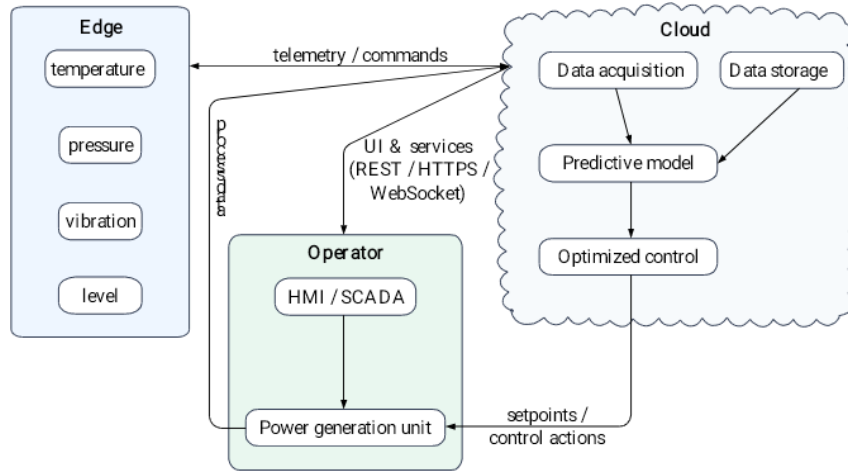 Edge
temperature
pressure
vibration
level
telemetry / commands
UI & services
(REST / HTTPS /
WebSocket)
Operator
HMI / SCADA
Power generation unit
Cloud
Data acquisition
Data storage
Predictive model
Optimized control
setpoints /
control actions